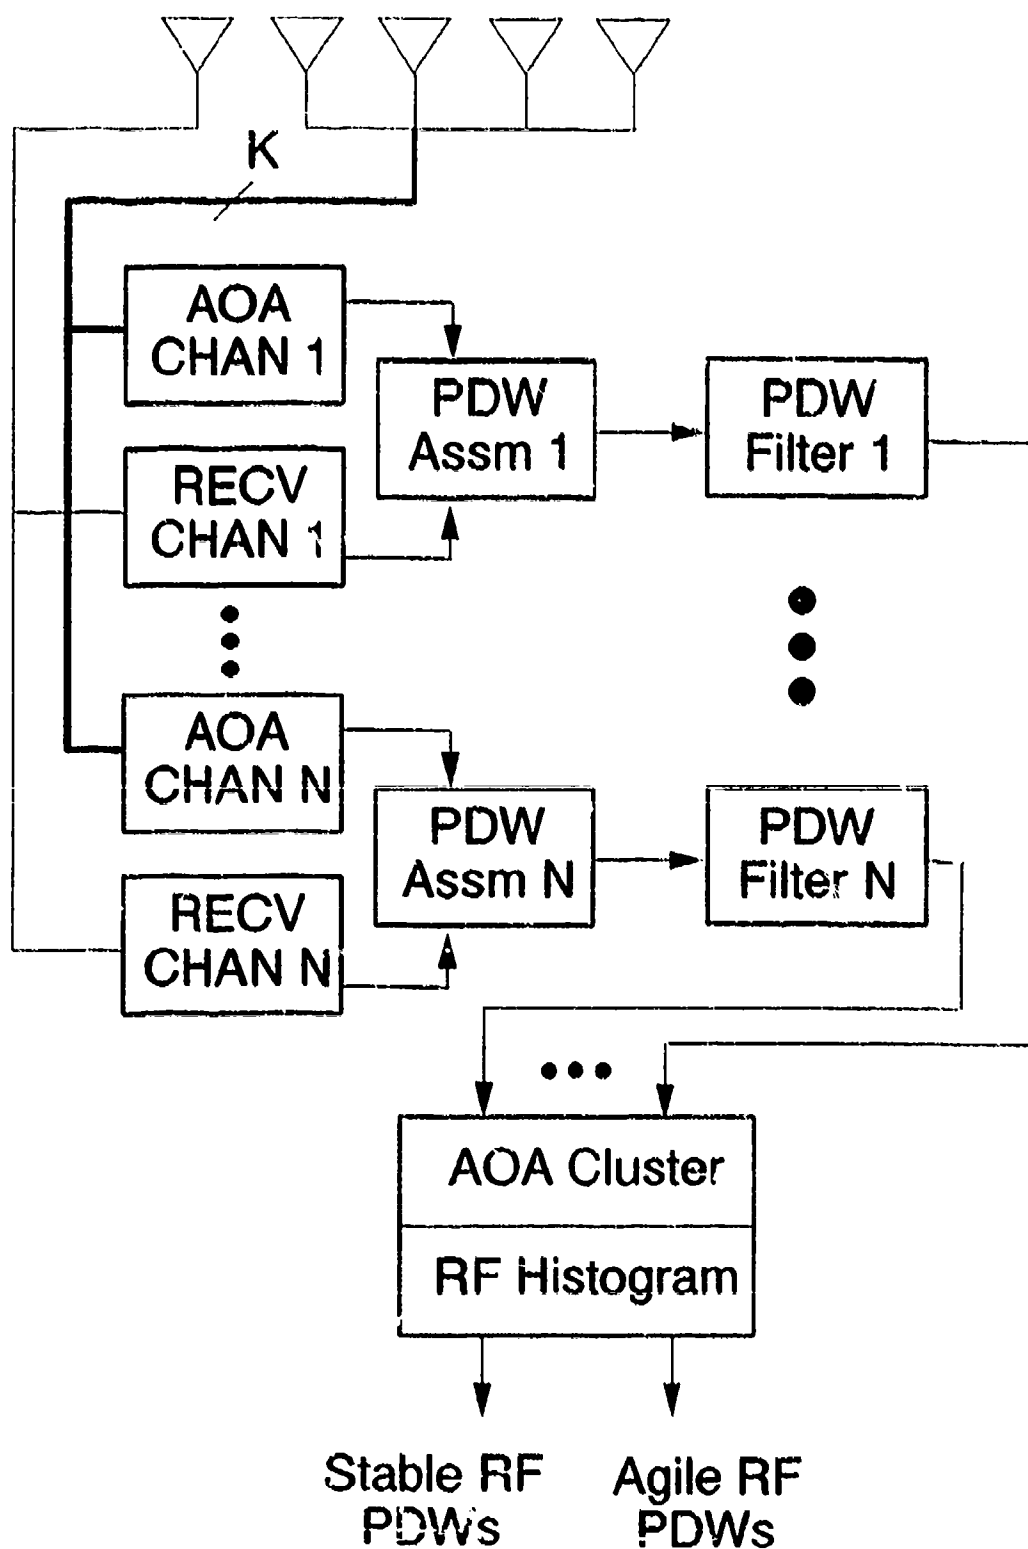 K
AOA
CHAN 1
PDW
Assm 1
PDW
Filter 1
RECV
CHAN 1
AOA
CHAN N
PDW
Assm N
PDW
Filter N
RECV
CHAN N
AOA Cluster
RF Histogram
Stable RF
PDWs
Agile RF
PDWs